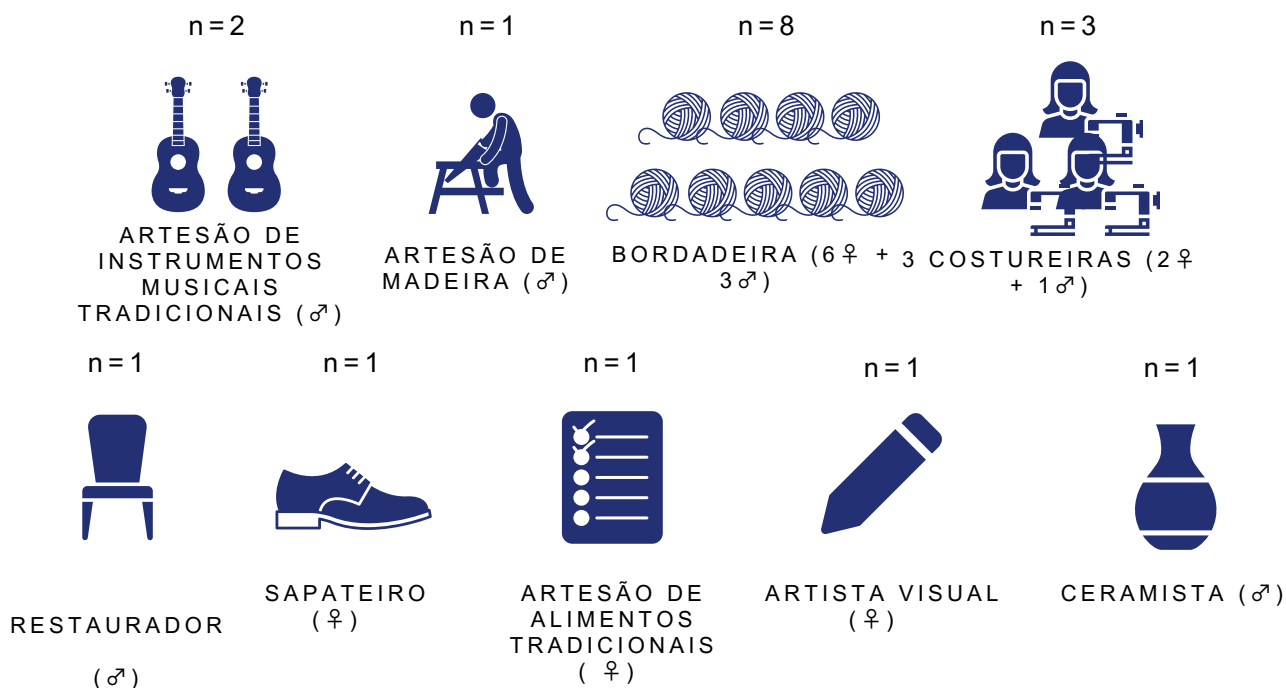 n=2
ARTESÃO DE
INSTRUMENTOS
MUSICAIS
TRADICIONAIS (♂)
n=1
ARTESÃO DE
MADEIRA (♂)
n=8
BORDADEIRA (6♀ +
3♂)
n=3
3 COSTUREIRAS (2♀
+ 1♂)
n=1
RESTAURADOR
(♂)
n=1
SAPATEIRO
(♀)
n=1
ARTESÃO DE
ALIMENTOS
TRADICIONAIS
( ♀)
n=1
ARTISTA VISUAL
(♀)
n=1
CERAMISTA (♂)